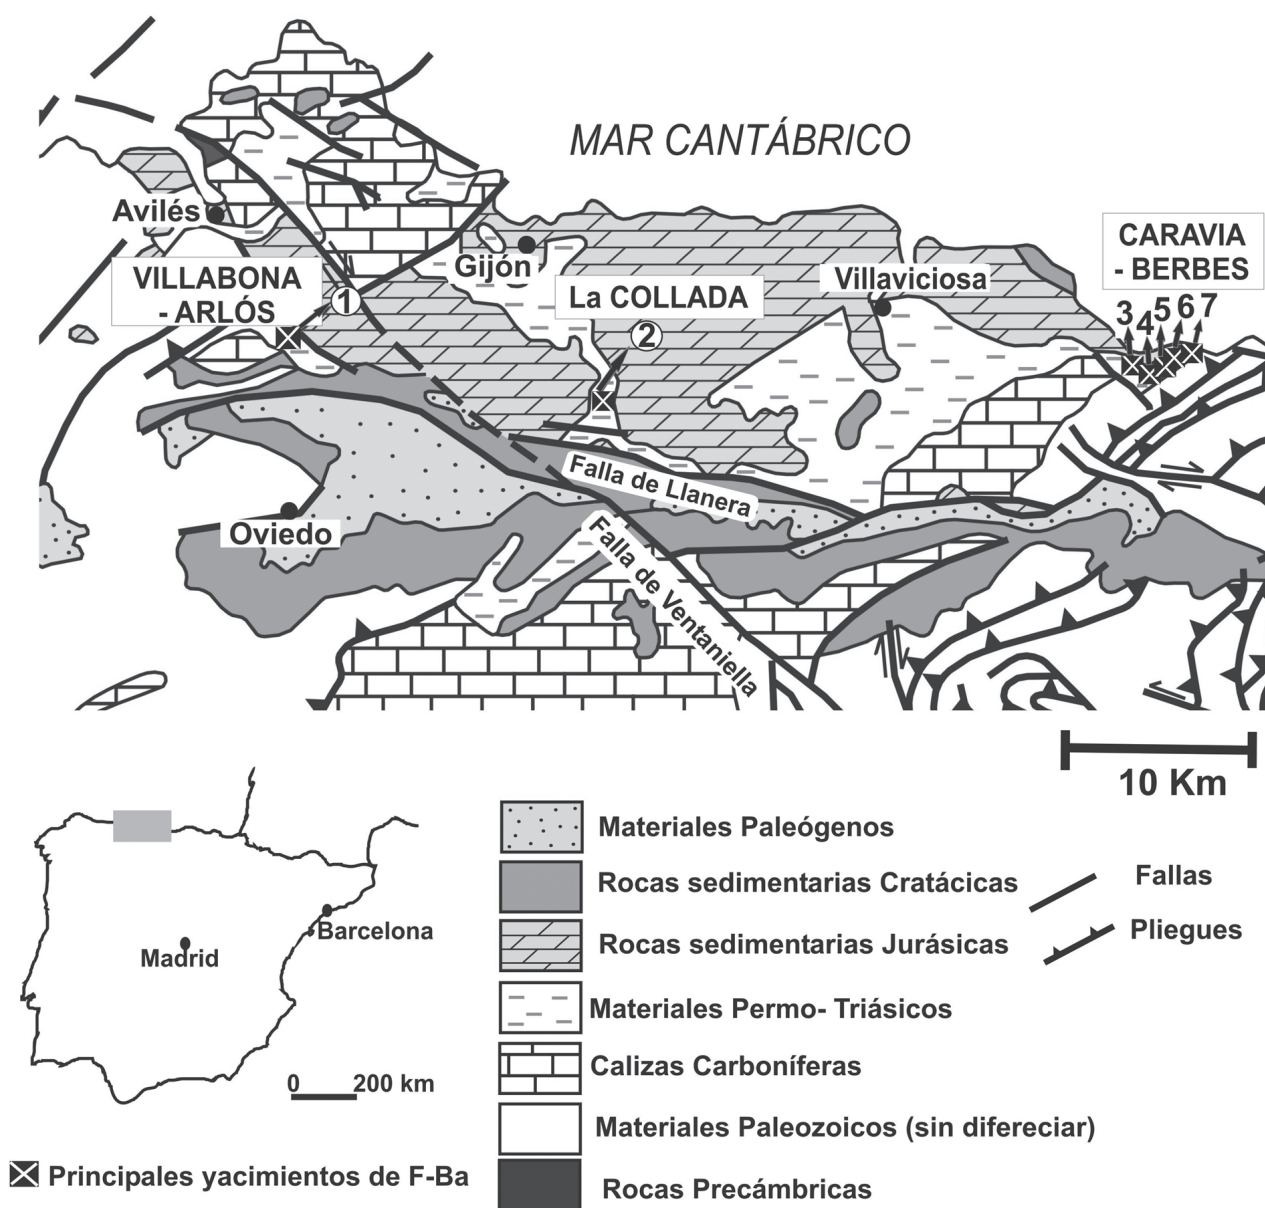 MAR CANTÁBRICO
Avilés
VILLABONA
- ARLÓS
1
Gijón
La COLLADA
2
Villaviciosa
CARAVIA
- BERBES
3 4 5 6 7
Falla de Llanera
Oviedo
Falla de Ventaniella
10 Km
Madrid
Barcelona
0 200 km
Principales yacimientos de F-Ba
Materiales Paleógenos
Rocas sedimentarias Cratácicas
Rocas sedimentarias Jurásicas
Materiales Permo- Triásicos
Calizas Carboníferas
Materiales Paleozoicos (sin difereciar)
Rocas Precámbricas
Fallas
Pliegues